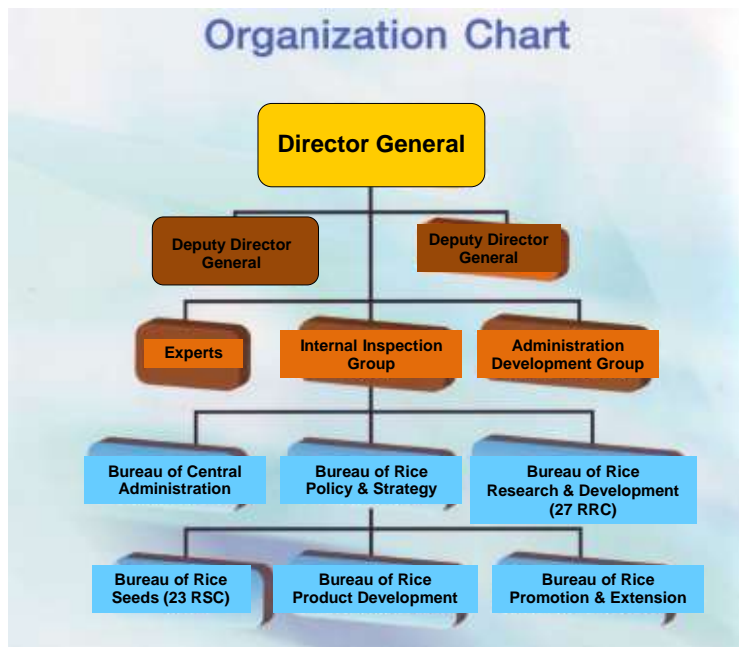 Organization Chart
Director General
Deputy Director
General
Deputy Director
General
Experts
Internal Inspection
Group
Administration
Development Group
Bureau of Central
Administration
Bureau of Rice
Policy & Strategy
Bureau of Rice
Research & Development
(27 RRC)
Bureau of Rice
Seeds (23 RSC)
Bureau of Rice
Product Development
Bureau of Rice
Promotion & Extension